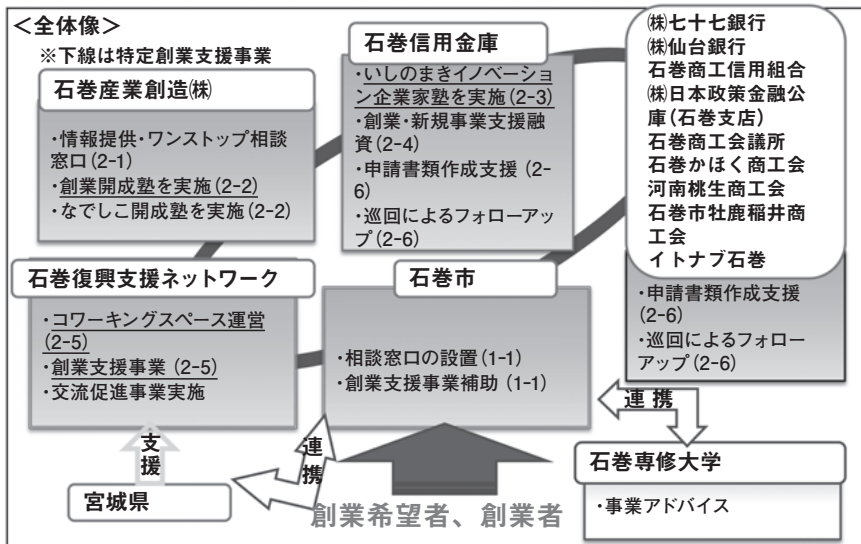 <全体像>
※下線は特定創業支援事業
石巻産業創造㈱
・情報提供・ワンストップ相談
窓口(2-1)
・創業開成塾を実施(2-2)
・なでしこ開成塾を実施(2-2)
石巻信用金庫
・いしのまきイノベーション
企業家塾を実施(2-3)
・創業・新規事業支援融
資(2-4)
・申請書類作成支援(2-
6)
・巡回によるフォローアッ
プ(2-6)
㈱七十七銀行
㈱仙台銀行
石巻商工信用組合
㈱日本政策金融公
庫(石巻支店)
石巻商工会議所
石巻かほく商工会
河南桃生商工会
石巻市牡鹿稲井商
工会
イトナブ石巻
・申請書類作成支援
(2-6)
・巡回によるフォロー
アップ(2-6)
石巻復興支援ネットワーク
・コワーキングスペース運営
(2-5)
・創業支援事業(2-5)
・交流促進事業実施
石巻市
・相談窓口の設置(1-1)
・創業支援事業補助(1-1)
連携
石巻専修大学
・事業アドバイス
支援
連携
宮城県
創業希望者、創業者